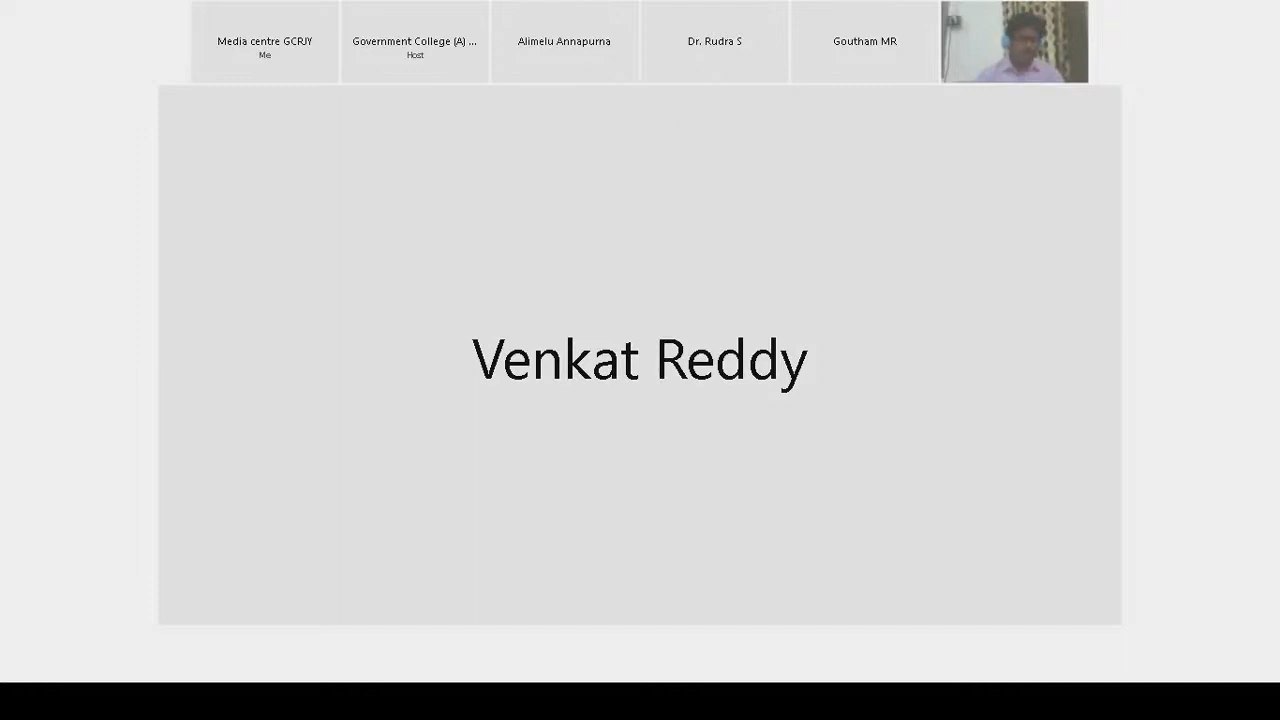 Media centre GCRJY
Me
Government College (A) ...
Host
Alimelu Annapurna
Dr. Rudra S
Goutham MR
Venkat Reddy